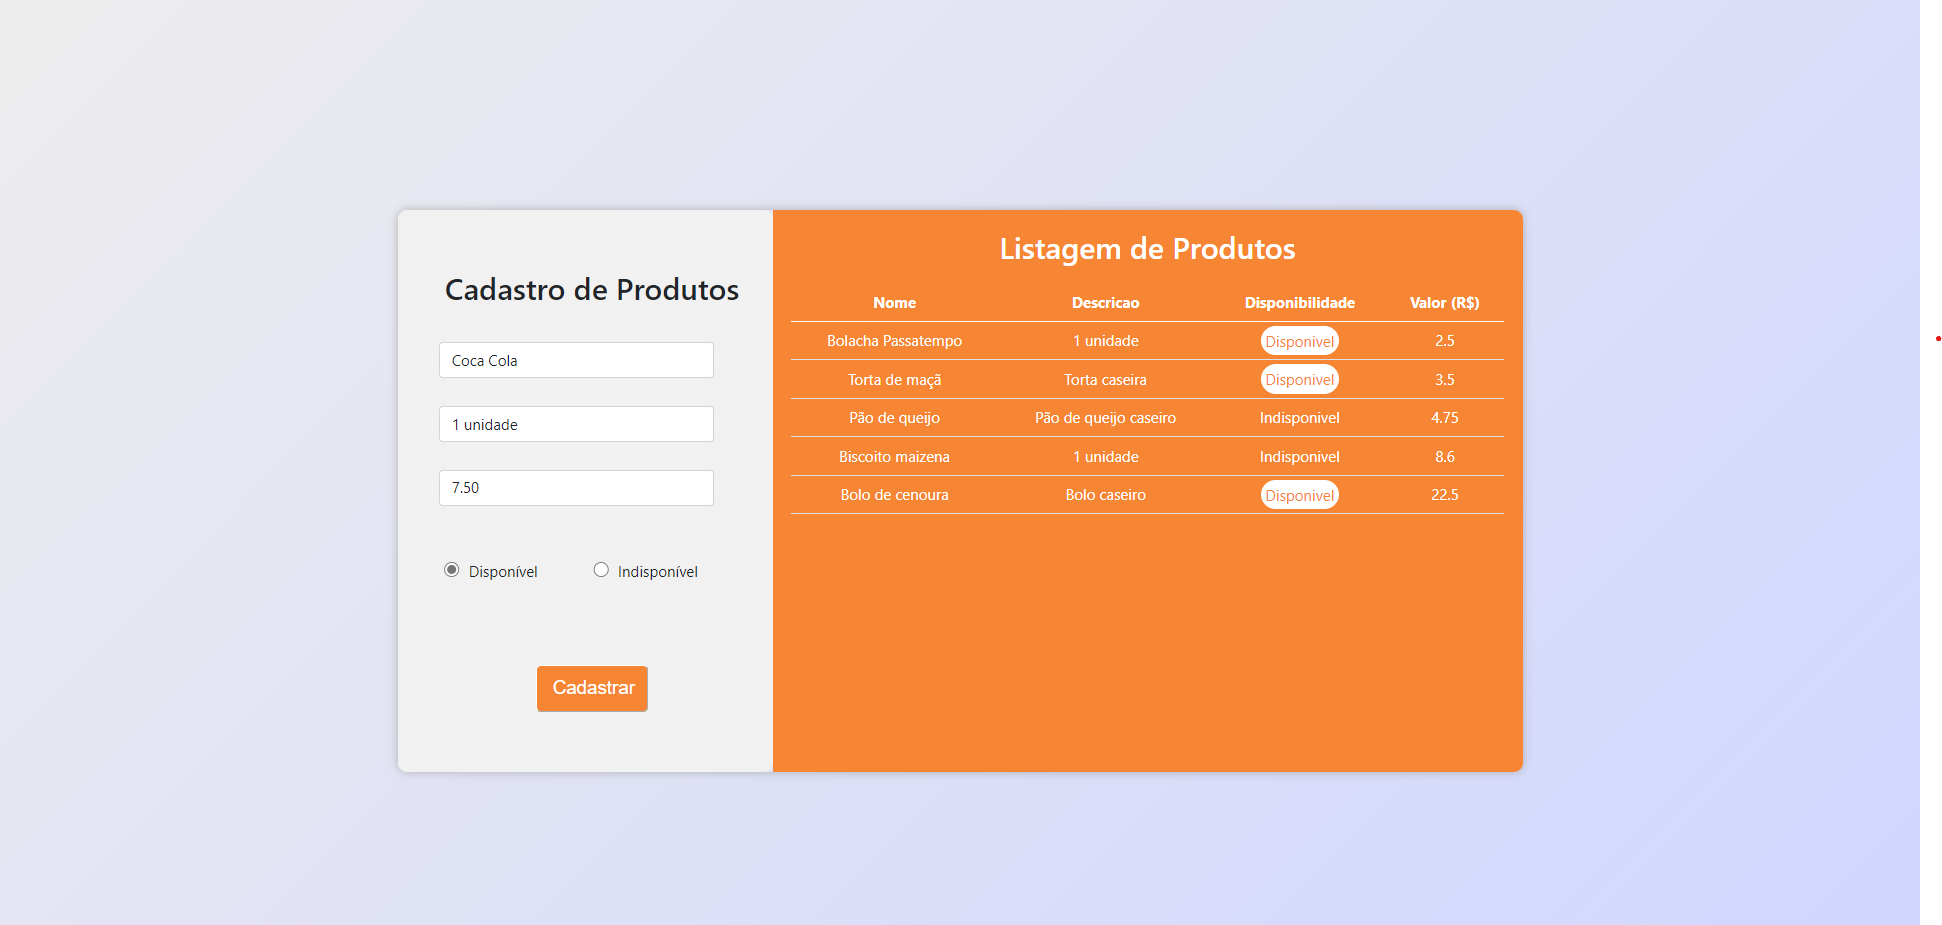 Cadastro de Produtos
Coca Cola
1 unidade
7.50
Disponível Indisponível
Cadastrar
Listagem de Produtos
Nome Descricao Disponibilidade Valor (R$)
Bolacha Passatempo 1 unidade Disponivel 2.5
Torta de maçã Torta caseira Disponivel 3.5
Pão de queijo Pão de queijo caseiro Indisponivel 4.75
Biscoito maizena 1 unidade Indisponivel 8.6
Bolo de cenoura Bolo caseiro Disponivel 22.5